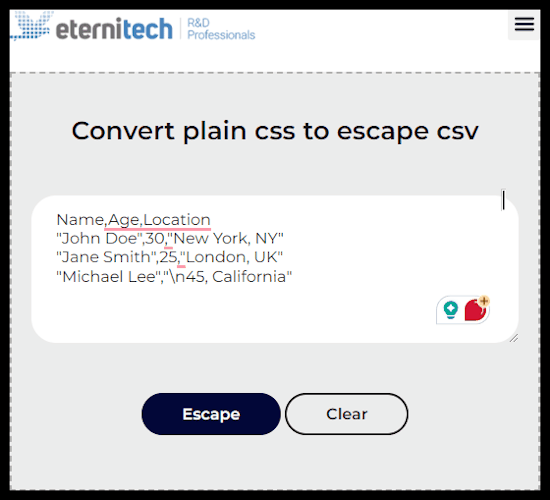 eternitech
R&D
Professionals
Convert plain css to escape csv
Name,Age,Location
"John Doe",30,"New York, NY"
"Jane Smith",25,"London, UK"
"Michael Lee","\n45, California"
Escape
Clear